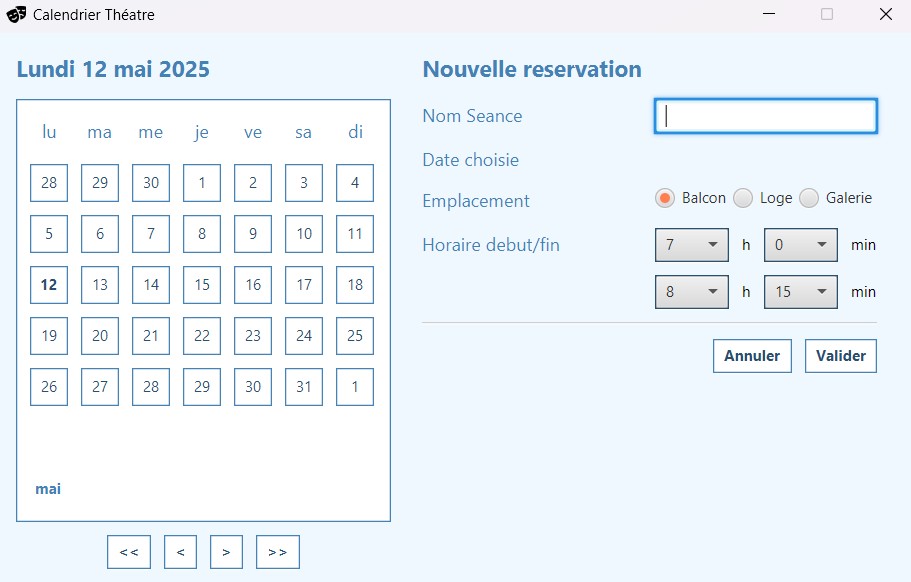 Calendrier Théatre
Lundi 12 mai 2025
lu ma me je ve sa di
28 29 30 1 2 3 4
5 6 7 8 9 10 11
12 13 14 15 16 17 18
19 20 21 22 23 24 25
26 27 28 29 30 31 1
mai
<< < > >>
Nouvelle reservation
Nom Seance
Date choisie
Emplacement Balcon Loge Galerie
Horaire debut/fin 7 h 0 min
8 h 15 min
Annuler Valider